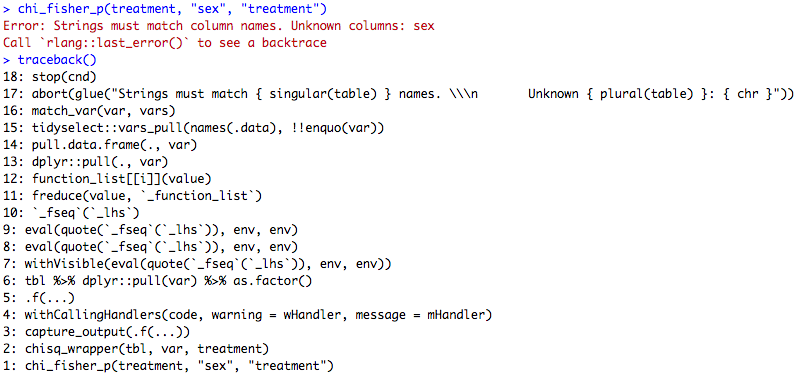 > chi_fisher_p(treatment, "sex", "treatment")
Error: Strings must match column names. Unknown columns: sex
Call `rlang::last_error()` to see a backtrace
> traceback()
18: stop(cnd)
17: abort(glue("Strings must match { singular(table) } names. \\\n       Unknown { plural(table) }: { chr }"))
16: match_var(var, vars)
15: tidyselect::vars_pull(names(.data), !!enquo(var))
14: pull.data.frame(., var)
13: dplyr::pull(., var)
12: function_list[[i]](value)
11: freduce(value, `_function_list`)
10: `_fseq`(`_lhs`)
9: eval(quote(`_fseq`(`_lhs`)), env, env)
8: eval(quote(`_fseq`(`_lhs`)), env, env)
7: withVisible(eval(quote(`_fseq`(`_lhs`)), env, env))
6: tbl %>% dplyr::pull(var) %>% as.factor()
5: .f(...)
4: withCallingHandlers(code, warning = wHandler, message = mHandler)
3: capture_output(.f(...))
2: chisq_wrapper(tbl, var, treatment)
1: chi_fisher_p(treatment, "sex", "treatment")